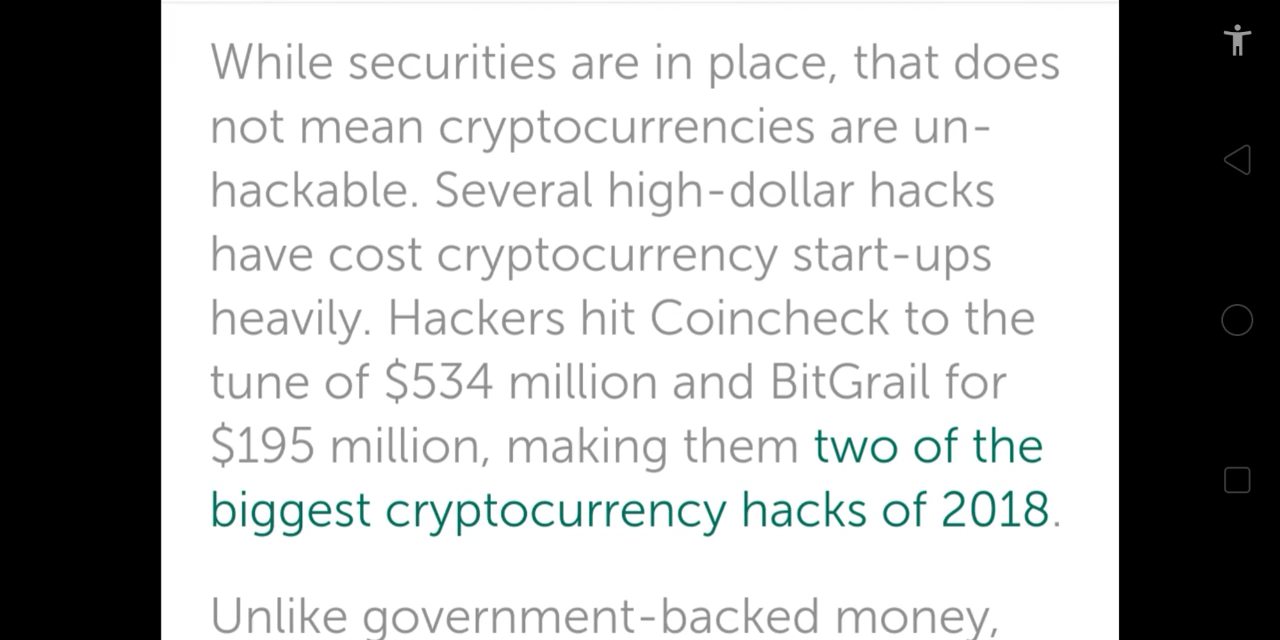 While securities are in place, that does
not mean cryptocurrencies are un-
hackable. Several high-dollar hacks
have cost cryptocurrency start-ups
heavily. Hackers hit Coincheck to the
tune of $534 million and BitGrail for
$195 million, making them two of the
biggest cryptocurrency hacks of 2018.
Unlike government-backed money,